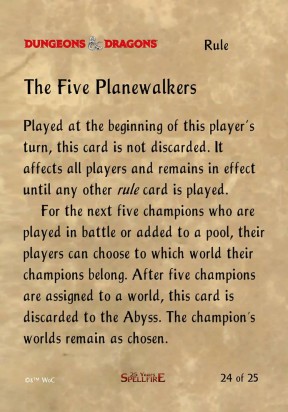 DUNGEONS & DRAGONS
Rule
The Five Planewalkers
Played at the beginning of this player's
turn, this card is not discarded. It
affects all players and remains in effect
until any other rule card is played.
For the next five champions who are
played in battle or added to a pool, their
players can choose to which world their
champions belong. After five champions
are assigned to a world, this card is
discarded to the Abyss. The champion's
worlds remain as chosen.
SPELLFIRE
24 of 25